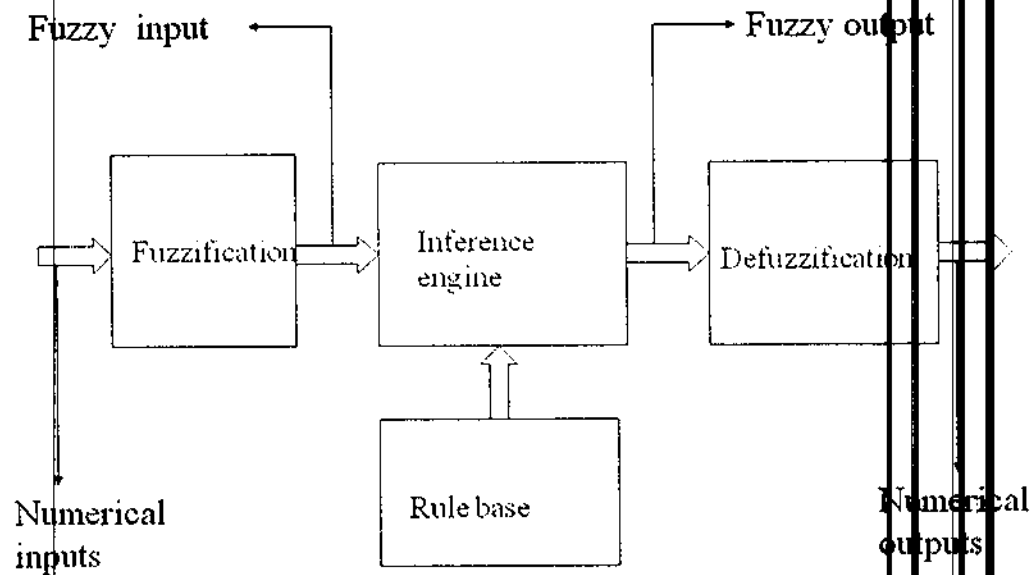 Fuzzy input
Fuzzy output
Fuzzification
Inference
engine
Defuzzification
Rule base
Numerical
inputs
Numerical
outputs